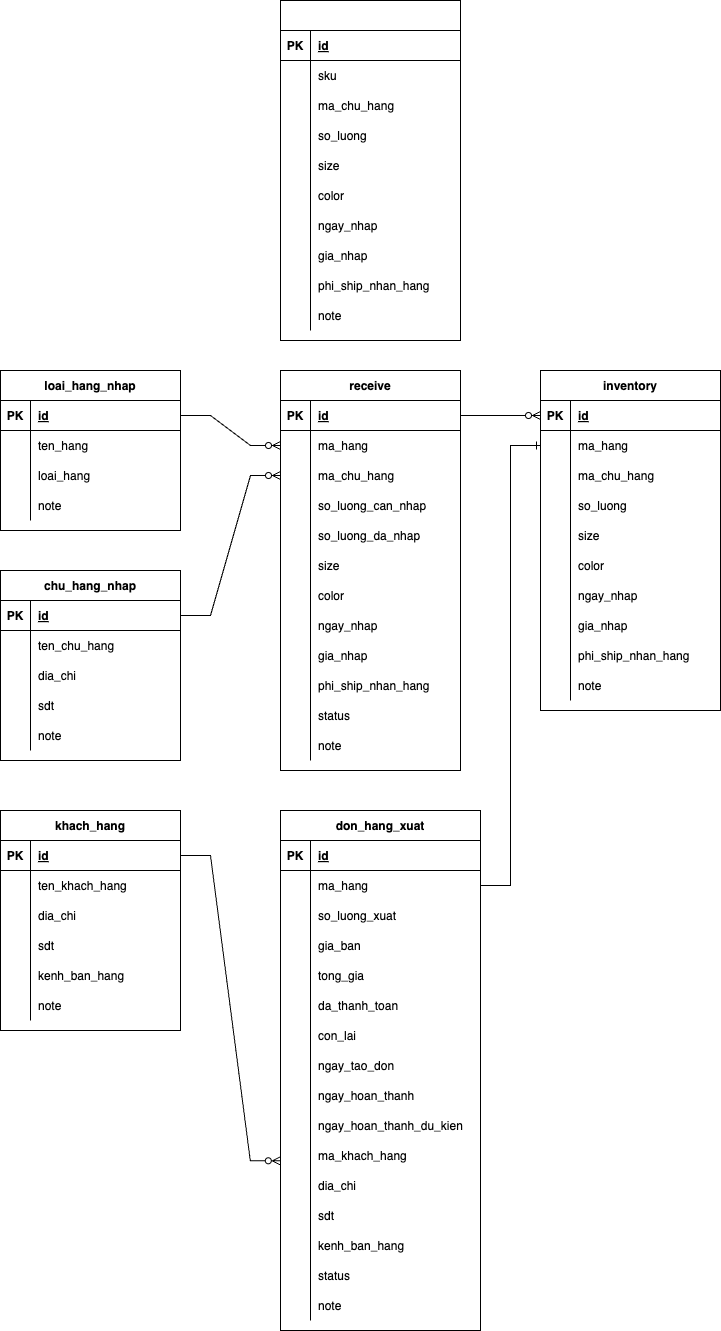 PK id
sku
ma_chu_hang
so_luong
size
color
ngay_nhap
gia_nhap
phi_ship_nhan_hang
note
loai_hang_nhap
PK id
ten_hang
loai_hang
note
chu_hang_nhap
PK id
ten_chu_hang
dia_chi
sdt
note
receive
PK id
ma_hang
ma_chu_hang
so_luong_can_nhap
so_luong_da_nhap
size
color
ngay_nhap
gia_nhap
phi_ship_nhan_hang
status
note
inventory
PK id
ma_hang
ma_chu_hang
so_luong
size
color
ngay_nhap
gia_nhap
phi_ship_nhan_hang
note
khach_hang
PK id
ten_khach_hang
dia_chi
sdt
kenh_ban_hang
note
don_hang_xuat
PK id
ma_hang
so_luong_xuat
gia_ban
tong_gia
da_thanh_toan
con_lai
ngay_tao_don
ngay_hoan_thanh
ngay_hoan_thanh_du_kien
ma_khach_hang
dia_chi
sdt
kenh_ban_hang
status
note